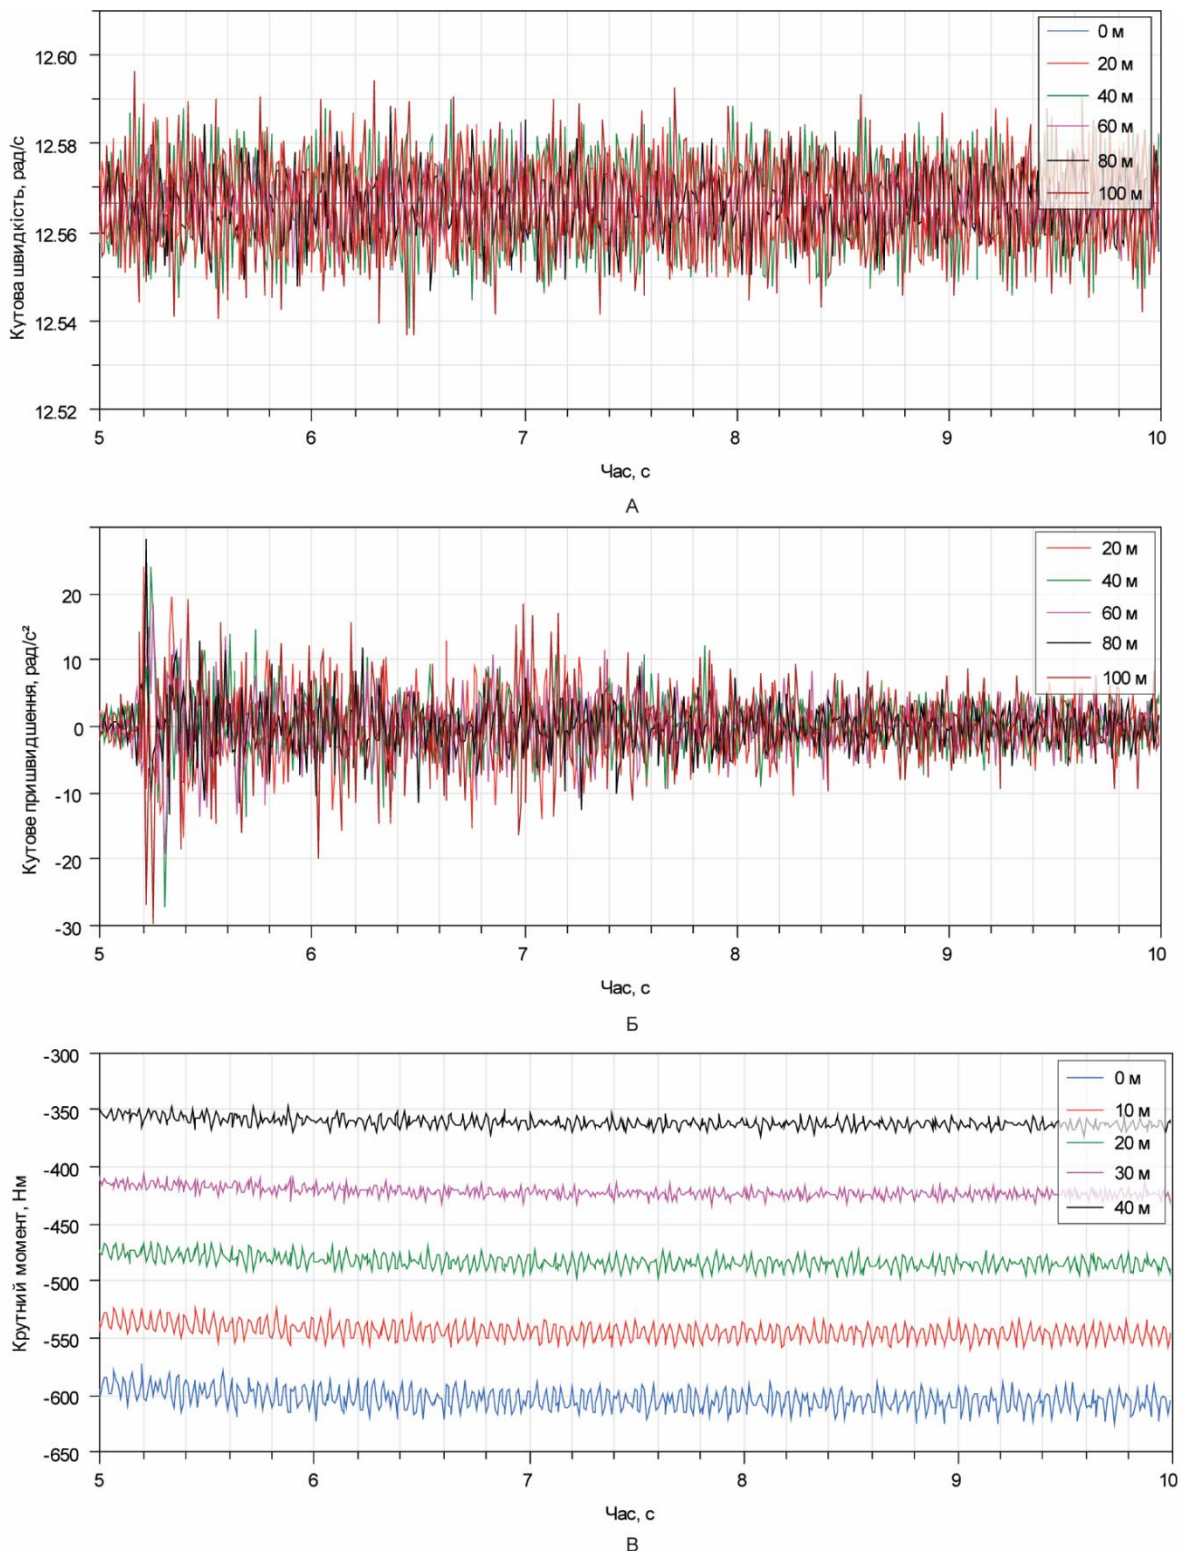 Кутова швидкість, рад/с
12.60
12.58
12.56
12.54
12.52
0 м
20 м
40 м
60 м
80 м
100 м
5 6 7 8 9 10
Час, с
А
Кутове пришвидшення, рад/с²
20
10
0
-10
-20
-30
20 м
40 м
60 м
80 м
100 м
5 6 7 8 9 10
Час, с
Б
Крутний момент, Нм
-300
-350
-400
-450
-500
-550
-600
-650
0 м
10 м
20 м
30 м
40 м
5 6 7 8 9 10
Час, с
В